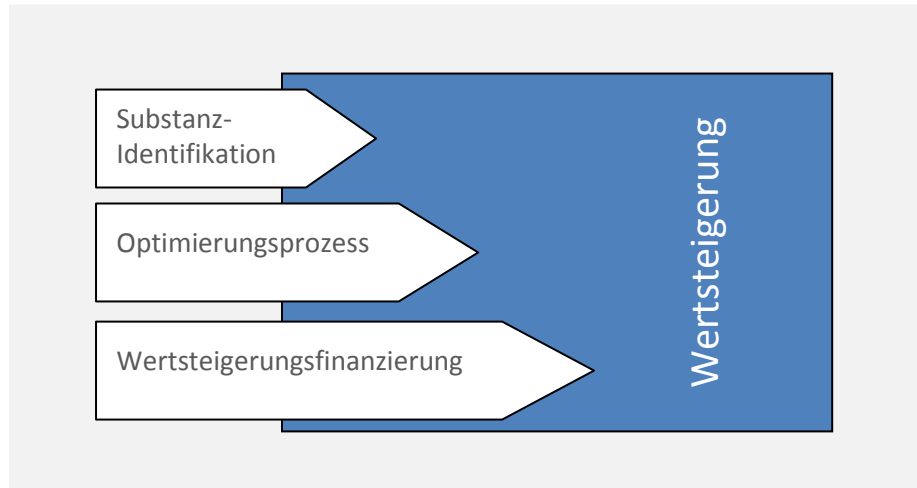 Substanz-
Identifikation
Optimierungsprozess
Wertsteigerungsfinanzierung
Wertsteigerung